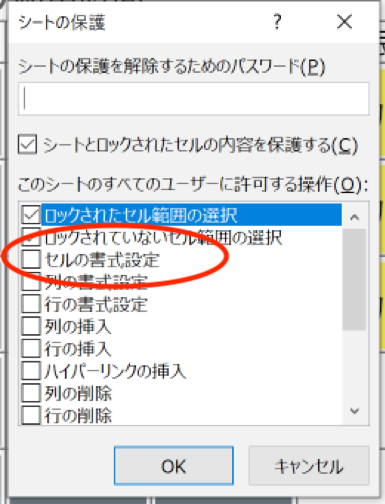 シートの保護
シートの保護を解除するためのパスワード(P)
シートとロックされたセルの内容を保護する(C)
このシートのすべてのユーザーに許可する操作(O):
ロックされたセル範囲の選択
ロックされていないセル範囲の選択
セルの書式設定
列の書式設定
行の書式設定
列の挿入
行の挿入
ハイパーリンクの挿入
列の削除
行の削除
OK
キャンセル